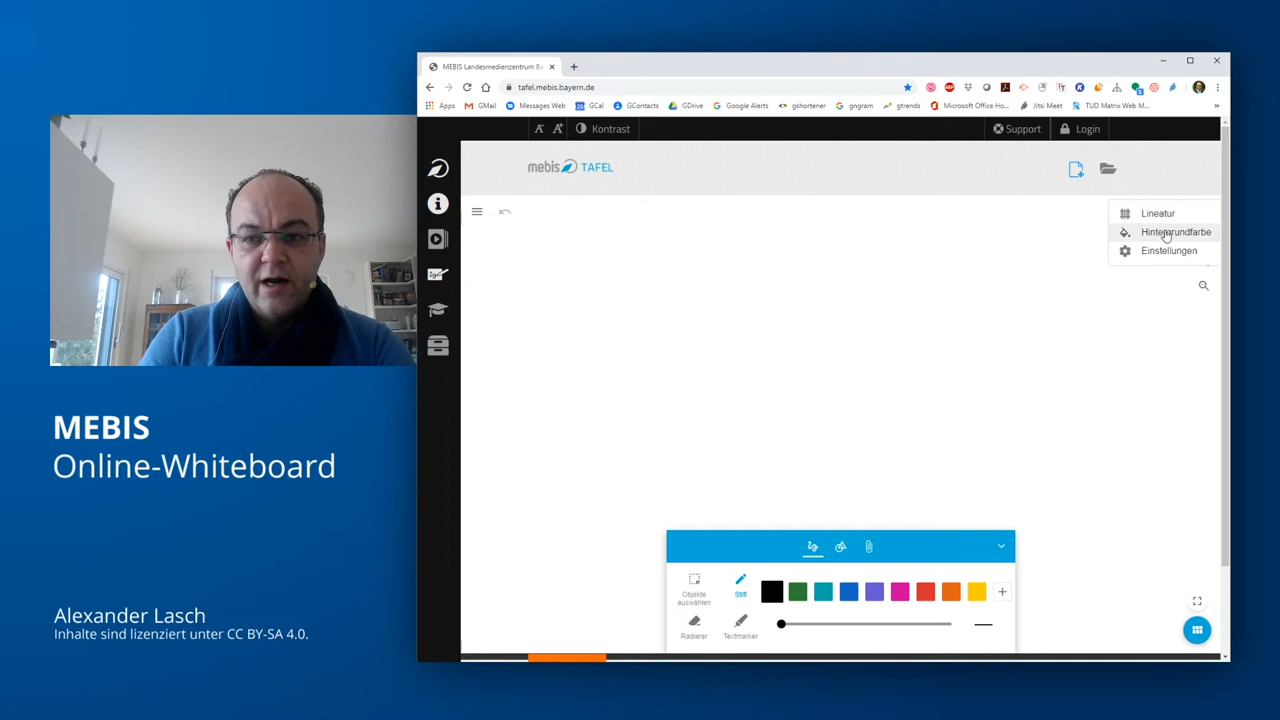 MEBIS Landesmedienzentrum Ba
tafel.mebis.bayern.de
Apps GMail Messages Web GCal GContacts GDrive Google Alerts gshortener gngram gtrends Microsoft Office Ho... Jitsi Meet TUD Matrix Web M... »
A- A+ Kontrast Support Login
mebis TAFEL
Lineatur
Hintergrundfarbe
Einstellungen
MEBIS
Online-Whiteboard
Objekte auswählen
Stift
Radierer
Textmarker
Alexander Lasch
Inhalte sind lizenziert unter CC BY-SA 4.0.